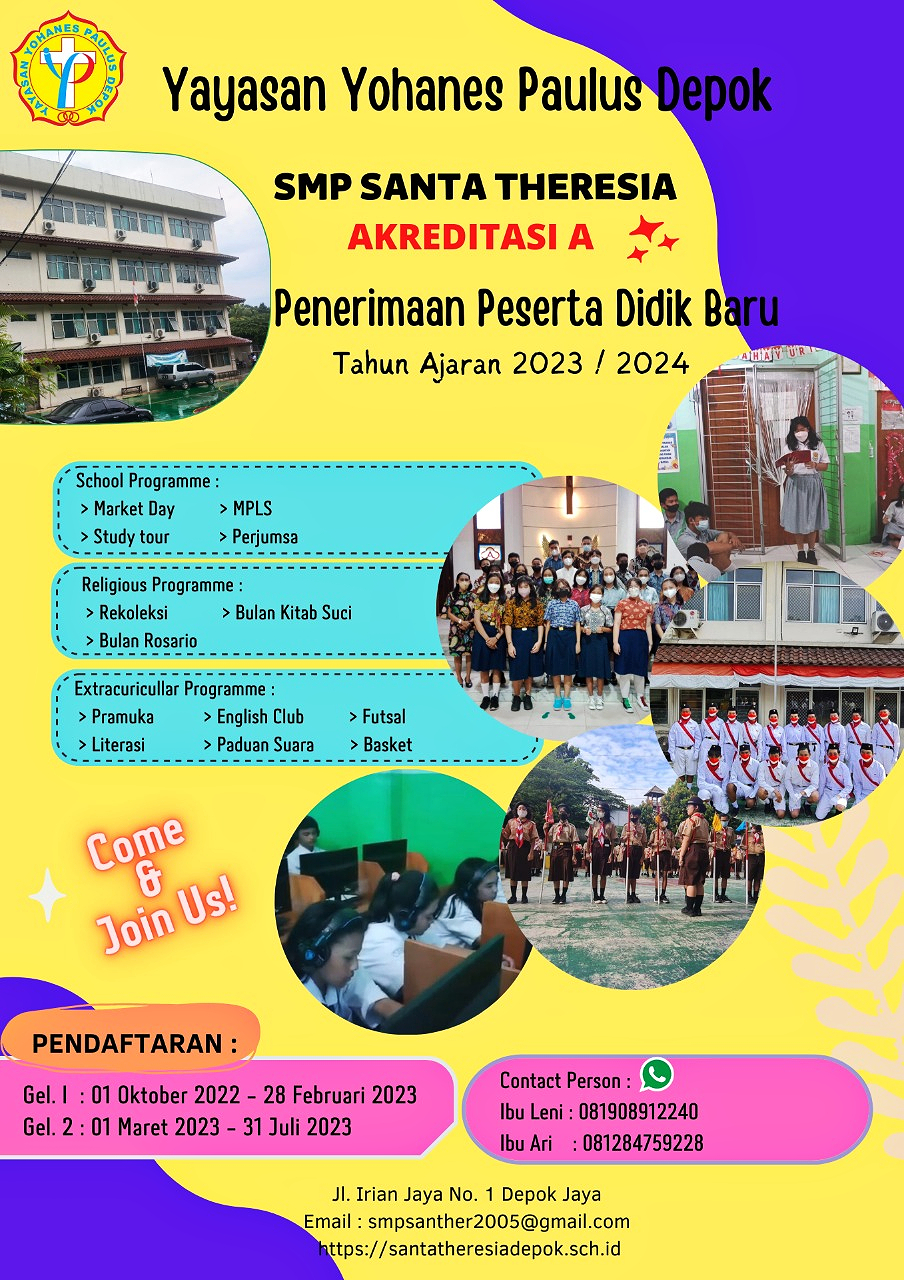 YAYASAN YOHANES PAULUS DEPOK
Yayasan Yohanes Paulus Depok
SMP SANTA THERESIA
AKREDITASI A
Penerimaan Peserta Didik Baru
Tahun Ajaran 2023 / 2024
School Programme :
> Market Day > MPLS
> Study tour > Perjumsa
Religious Programme :
> Rekoleksi > Bulan Kitab Suci
> Bulan Rosario
Extracuricullar Programme :
> Pramuka > English Club > Futsal
> Literasi > Paduan Suara > Basket
Come
&
Join Us!
PENDAFTARAN :
Gel. I : 01 Oktober 2022 - 28 Februari 2023
Gel. 2 : 01 Maret 2023 - 31 Juli 2023
Contact Person :
Ibu Leni : 081908912240
Ibu Ari : 081284759228
Jl. Irian Jaya No. 1 Depok Jaya
Email : smpsanther2005@gmail.com
https://santatheresiadepok.sch.id